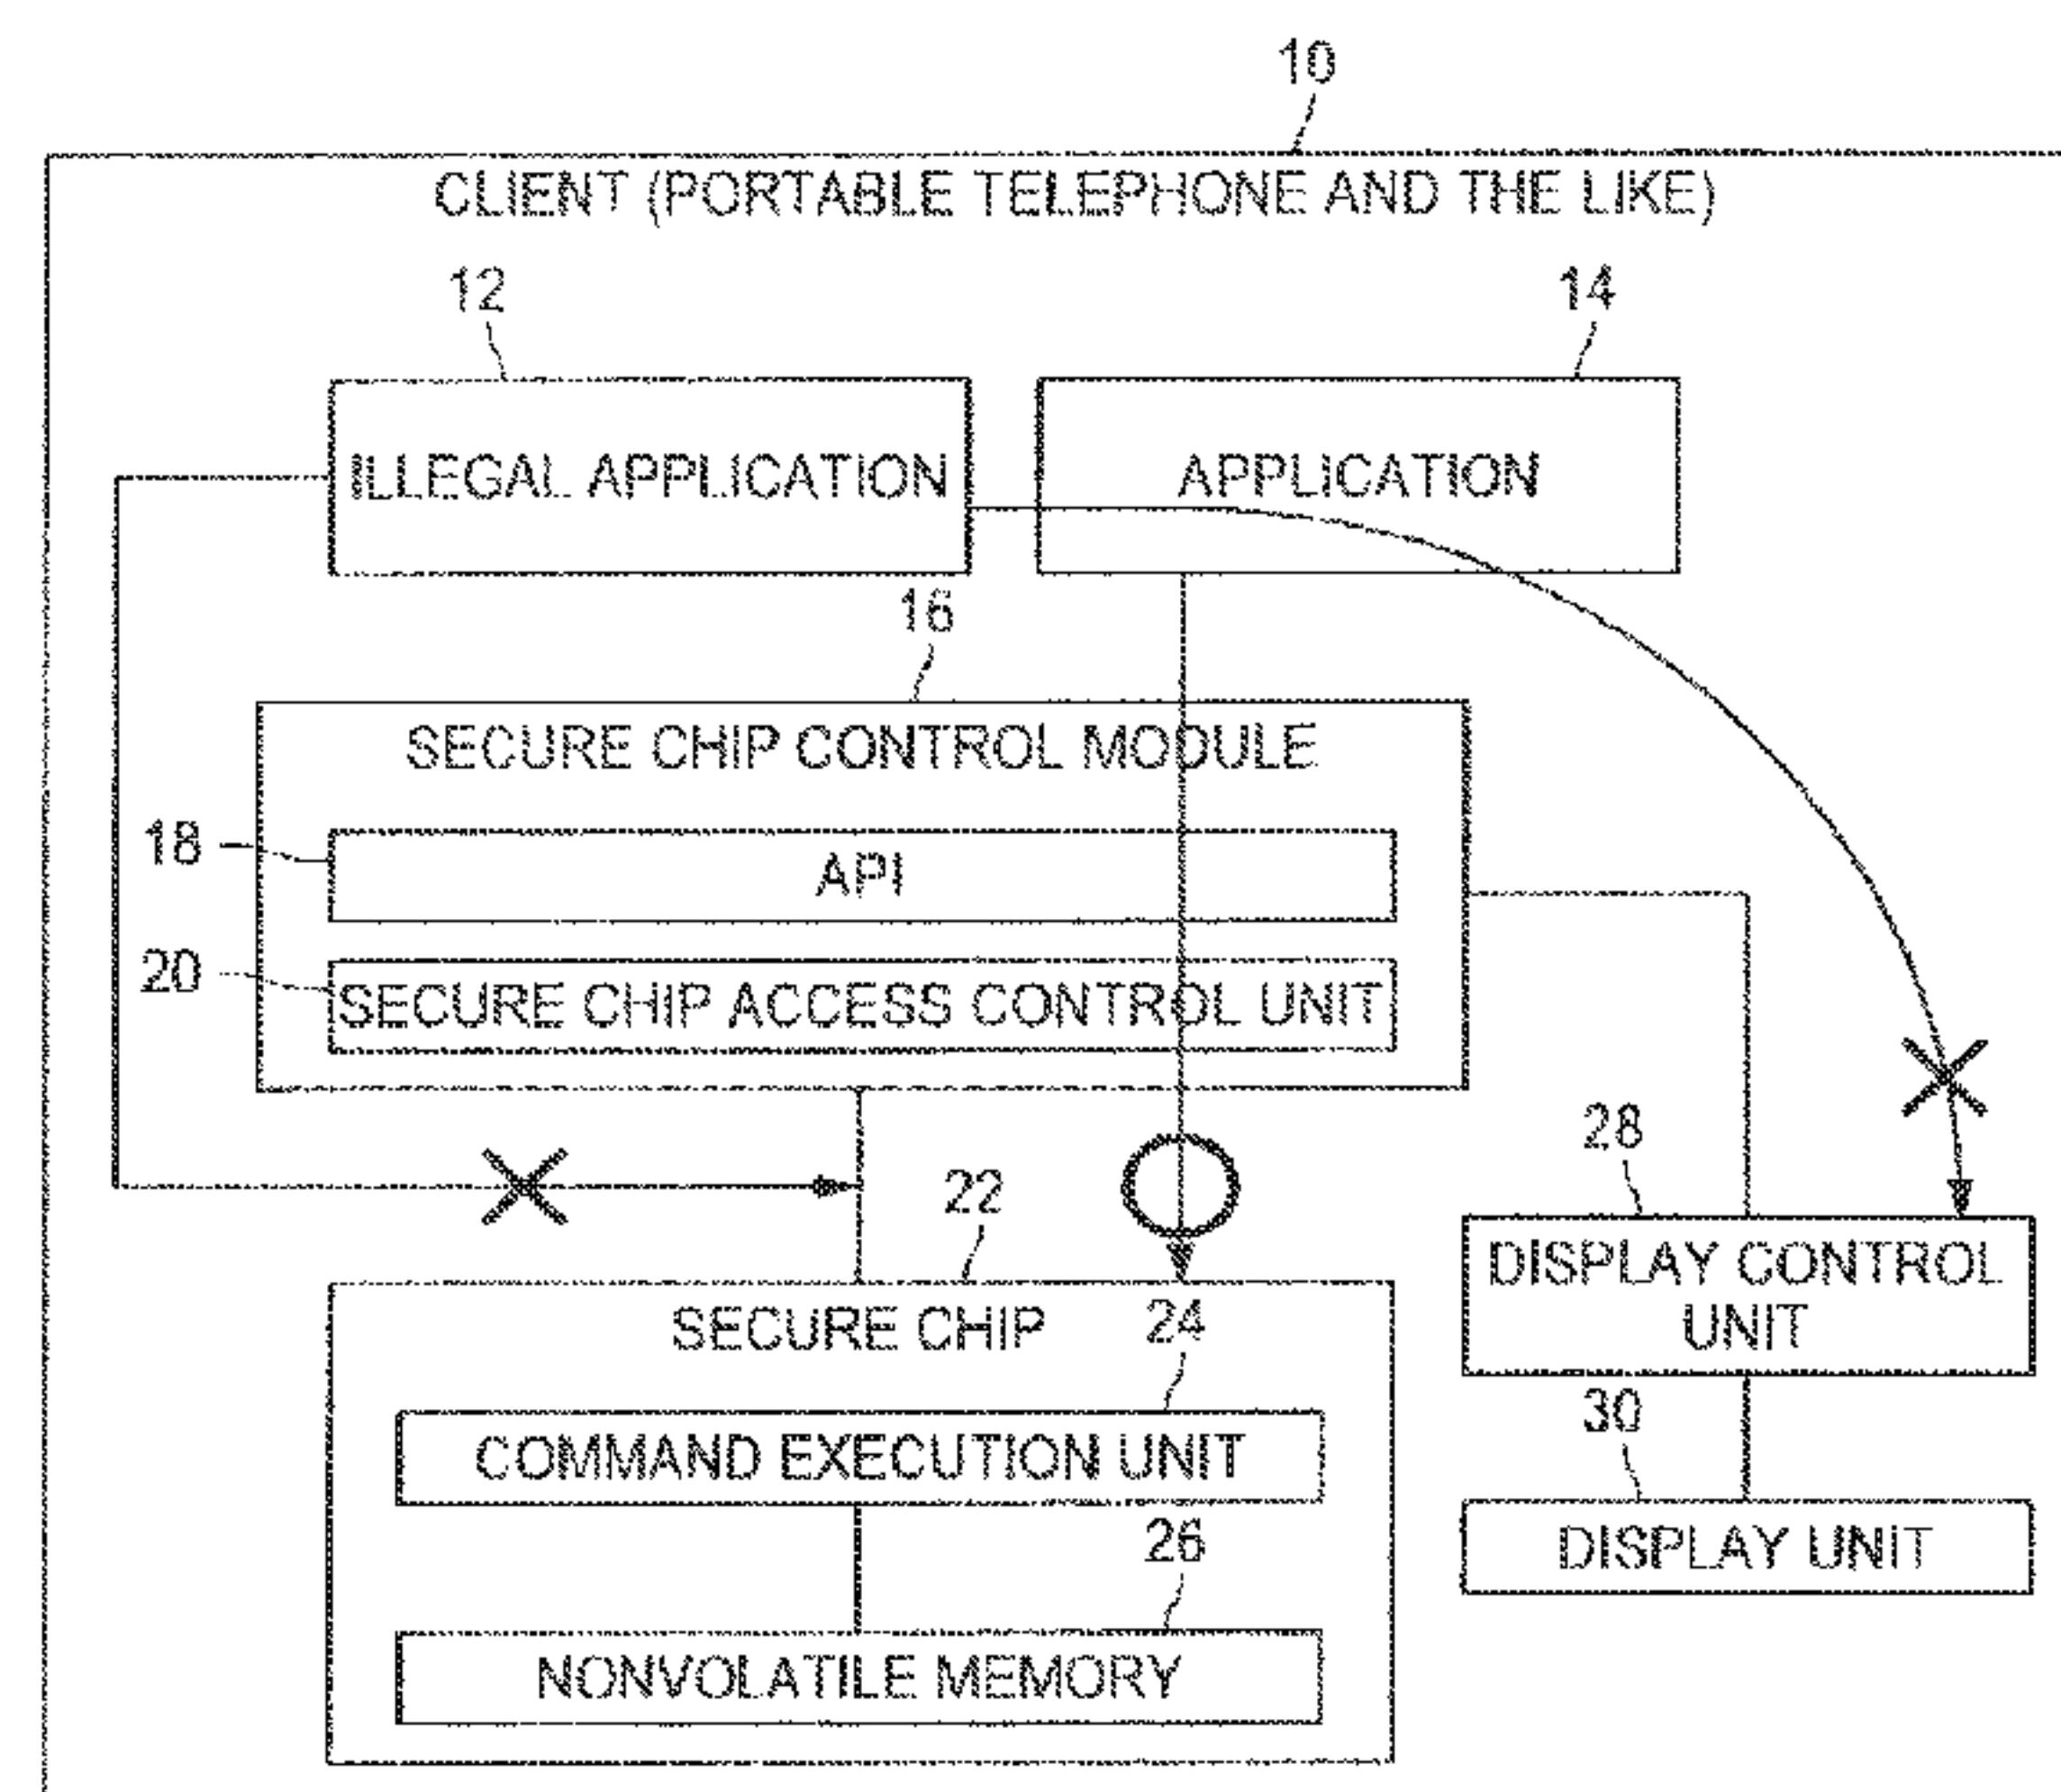 10
CLIENT (PORTABLE TELEPHONE AND THE LIKE)
12
14
ILLEGAL APPLICATION
APPLICATION
16
SECURE CHIP CONTROL MODULE
18
API
20
SECURE CHIP ACCESS CONTROL UNIT
22
28
DISPLAY CONTROL
UNIT
SECURE CHIP
24
30
COMMAND EXECUTION UNIT
26
DISPLAY UNIT
NONVOLATILE MEMORY